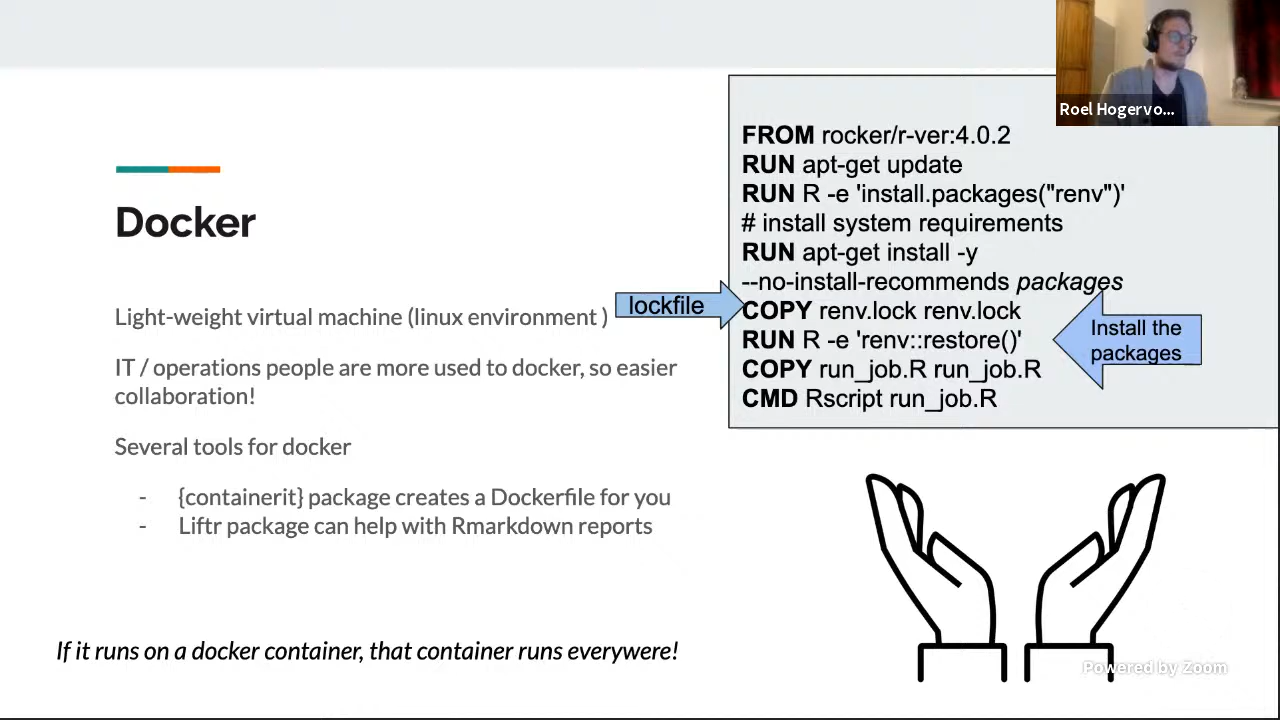 Docker
Light-weight virtual machine (linux environment )
IT / operations people are more used to docker, so easier
collaboration!
Several tools for docker
- {containerit} package creates a Dockerfile for you
- Liftr package can help with Rmarkdown reports
If it runs on a docker container, that container runs everywere!
FROM rocker/r-ver:4.0.2
RUN apt-get update
RUN R -e 'install.packages("renv")'
# install system requirements
RUN apt-get install -y
--no-install-recommends packages
COPY renv.lock renv.lock
RUN R -e 'renv::restore()'
COPY run_job.R run_job.R
CMD Rscript run_job.R
lockfile
Install the
packages
Roel Hogervo...
Powered by Zoom